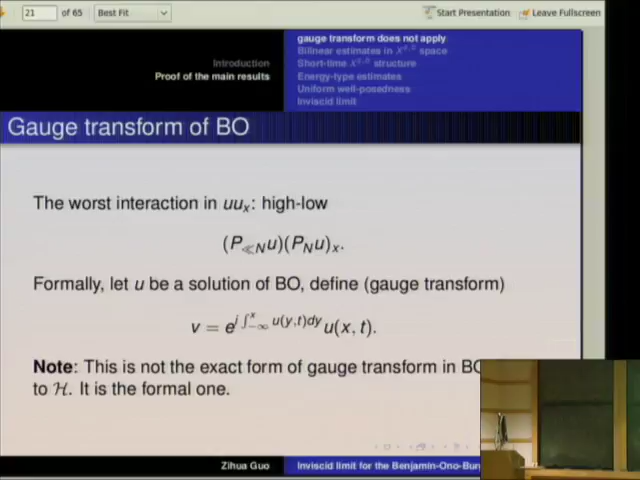 21 of 65 Best Fit Start Presentation Leave Fullscreen
gauge transform does not apply
Bilinear estimates in X^{s,b} space
Introduction
Short-time X^{s,b} structure
Proof of the main results
Energy-type estimates
Uniform well-posedness
Inviscid limit
Gauge transform of BO
The worst interaction in uu_x: high-low
(P_{≪N}u)(P_N u)_x.
Formally, let u be a solution of BO, define (gauge transform)
v = e^{i∫_{-∞}^{x} u(y,t)dy} u(x, t).
Note: This is not the exact form of gauge transform in BO
to H. It is the formal one.
Zihua Guo Inviscid limit for the Benjamin-Ono-Bur